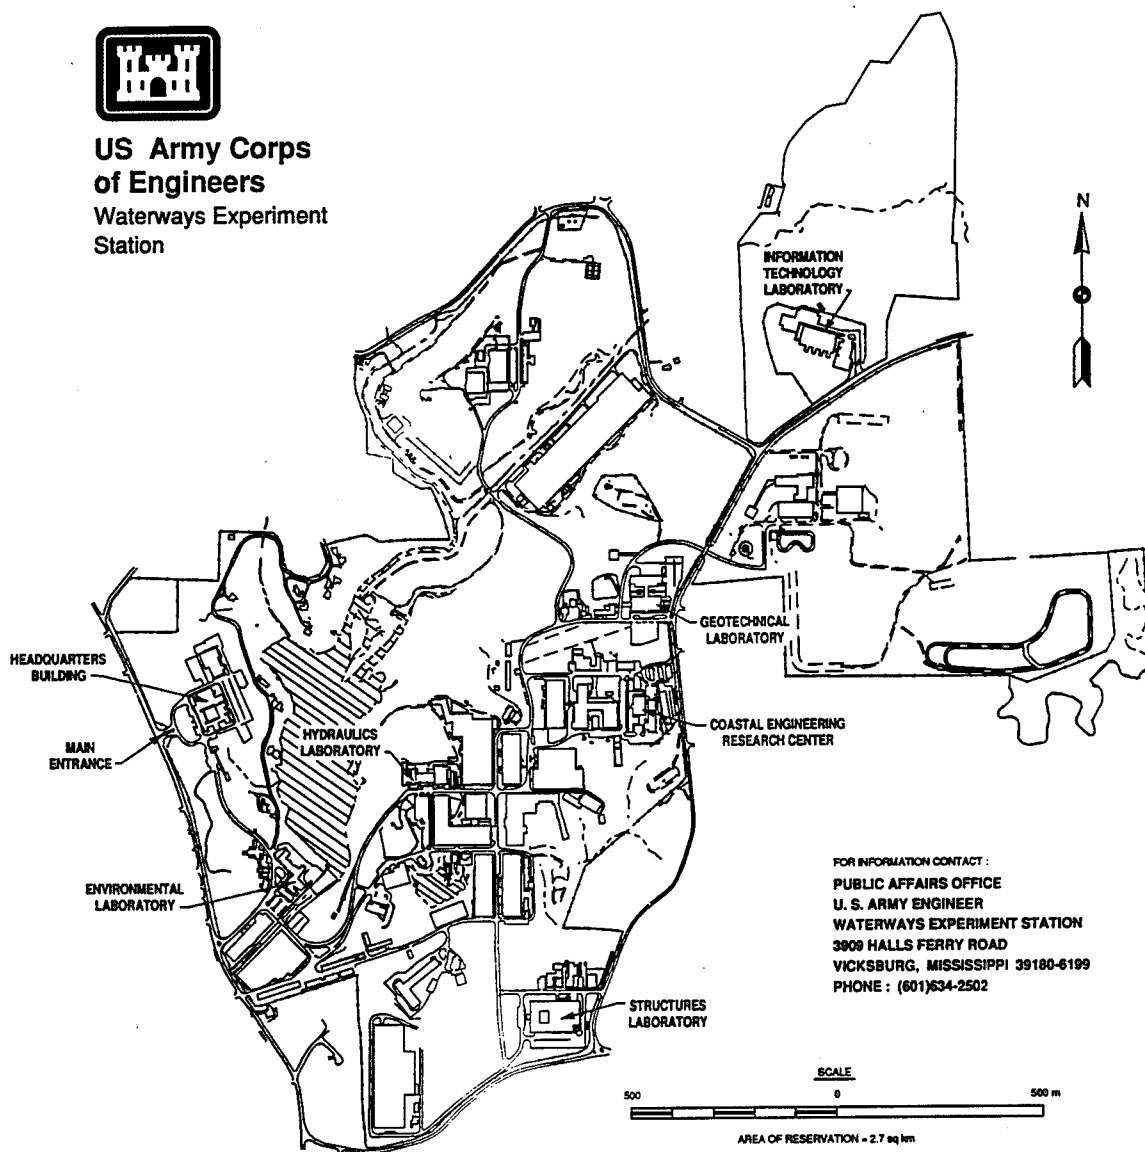 US Army Corps
of Engineers
Waterways Experiment
Station
N
INFORMATION
TECHNOLOGY
LABORATORY
GEOTECHNICAL
LABORATORY
HEADQUARTERS
BUILDING
MAIN
ENTRANCE
HYDRAULICS
LABORATORY
COASTAL ENGINEERING
RESEARCH CENTER
ENVIRONMENTAL
LABORATORY
STRUCTURES
LABORATORY
FOR INFORMATION CONTACT :
PUBLIC AFFAIRS OFFICE
U. S. ARMY ENGINEER
WATERWAYS EXPERIMENT STATION
3909 HALLS FERRY ROAD
VICKSBURG, MISSISSIPPI 39180-6199
PHONE : (601)634-2502
SCALE
500 0 500 m
AREA OF RESERVATION = 2.7 sq km